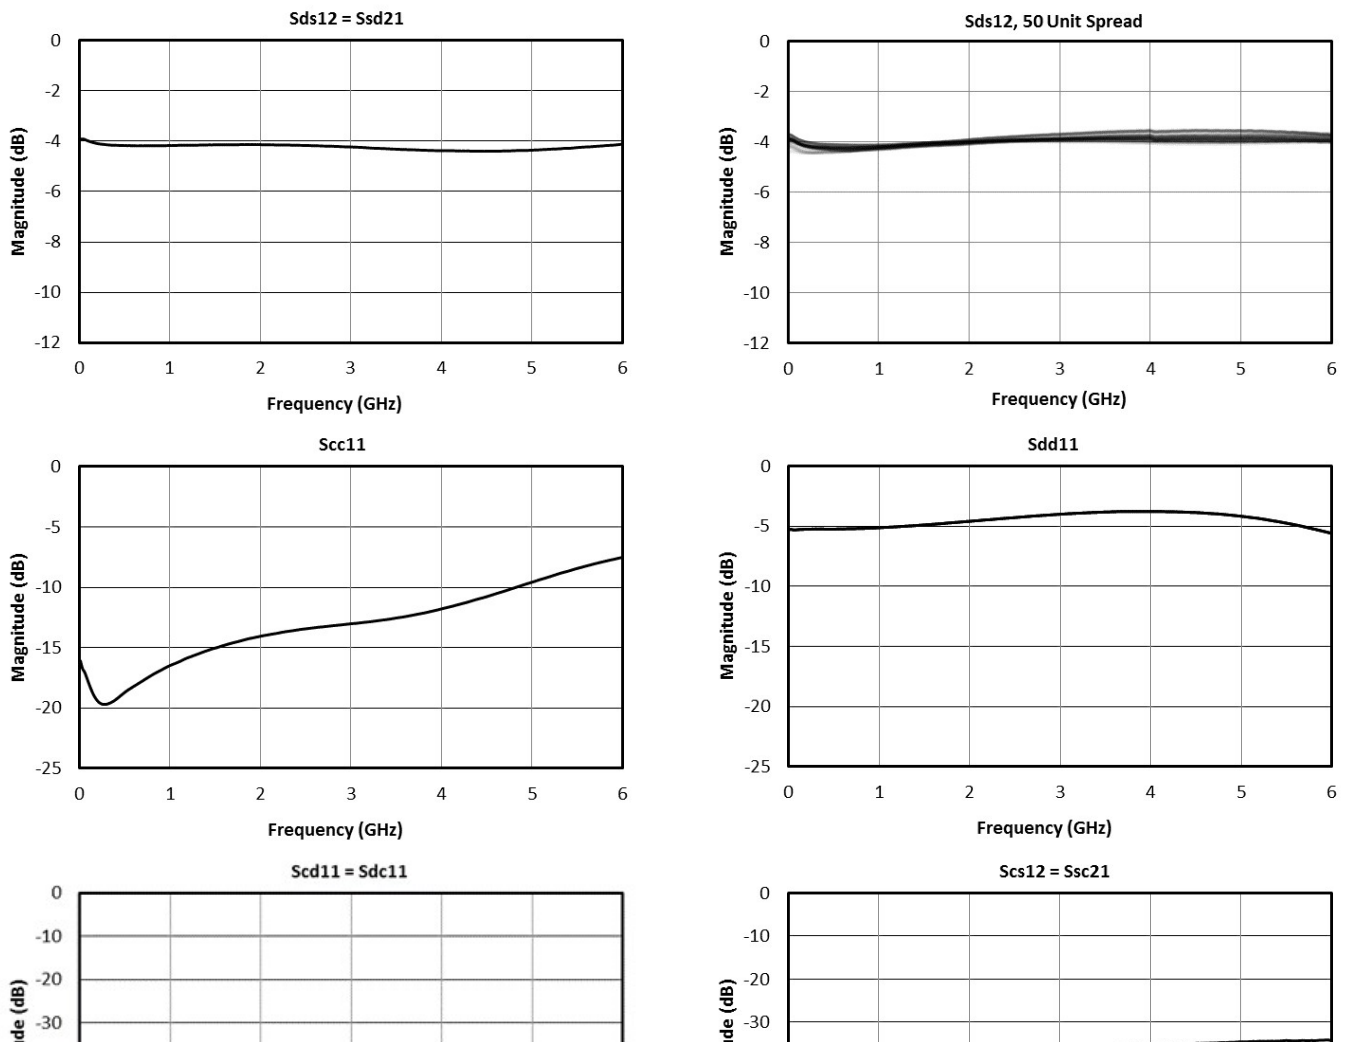 Sds12 = Ssd21
0
-2
-4
-6
-8
-10
-12
Magnitude (dB)
0 1 2 3 4 5 6
Frequency (GHz)
Sds12, 50 Unit Spread
0
-2
-4
-6
-8
-10
-12
Magnitude (dB)
0 1 2 3 4 5 6
Frequency (GHz)
Scc11
0
-5
-10
-15
-20
-25
Magnitude (dB)
0 1 2 3 4 5 6
Frequency (GHz)
Sdd11
0
-5
-10
-15
-20
-25
Magnitude (dB)
0 1 2 3 4 5 6
Frequency (GHz)
Scd11 = Sdc11
0
-10
-20
-30
de (dB)
Scs12 = Ssc21
0
-10
-20
-30
de (dB)